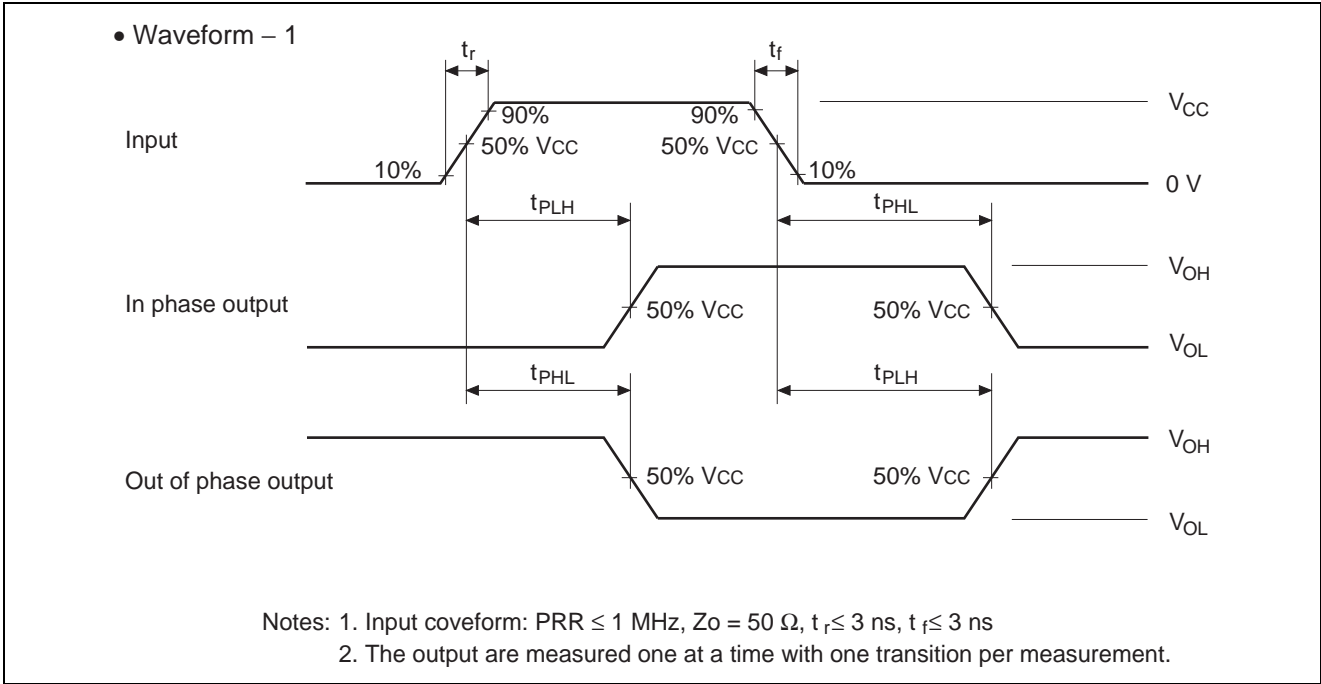 • Waveform – 1
tr
tf
90%
90%
VCC
Input
50% VCC
50% VCC
10%
10%
0 V
tPLH
tPHL
VOH
In phase output
50% VCC
50% VCC
VOL
tPHL
tPLH
VOH
Out of phase output
50% VCC
50% VCC
VOL
Notes: 1. Input coveform: PRR ≤ 1 MHz, Zo = 50 Ω, t r≤ 3 ns, t f≤ 3 ns
2. The output are measured one at a time with one transition per measurement.